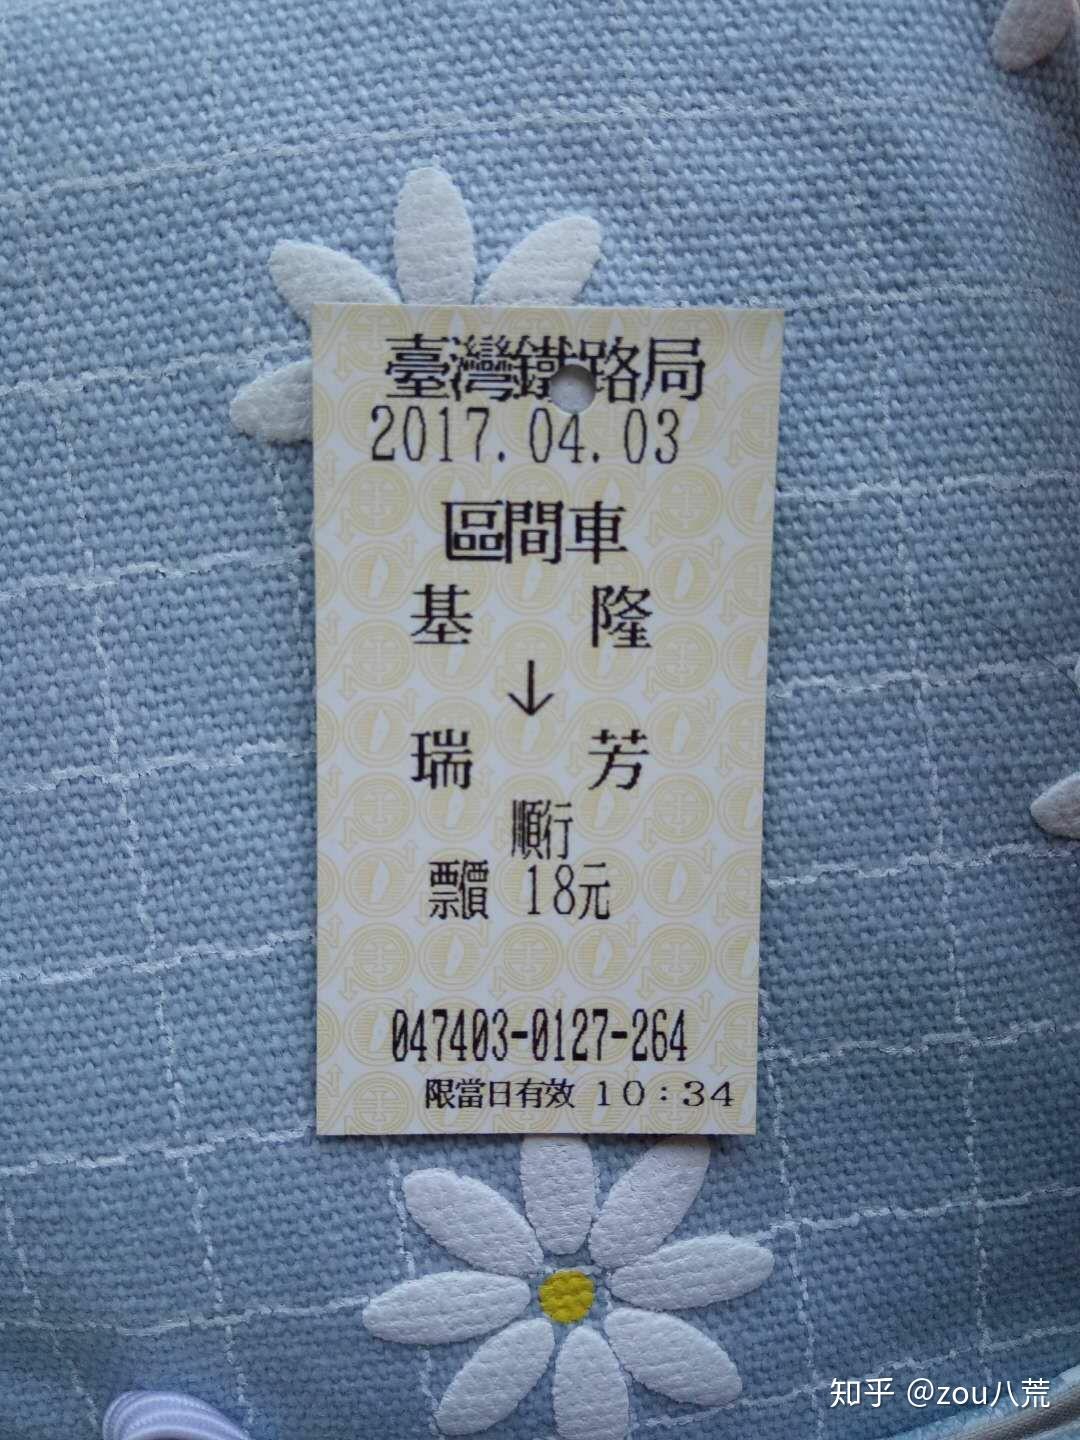 臺灣鐵路局
2017.04.03
區間車
基 隆
↓
瑞 芳
順行
票價 18元
047403-0127-264
限當日有效 10:34
知乎 @zou八荒